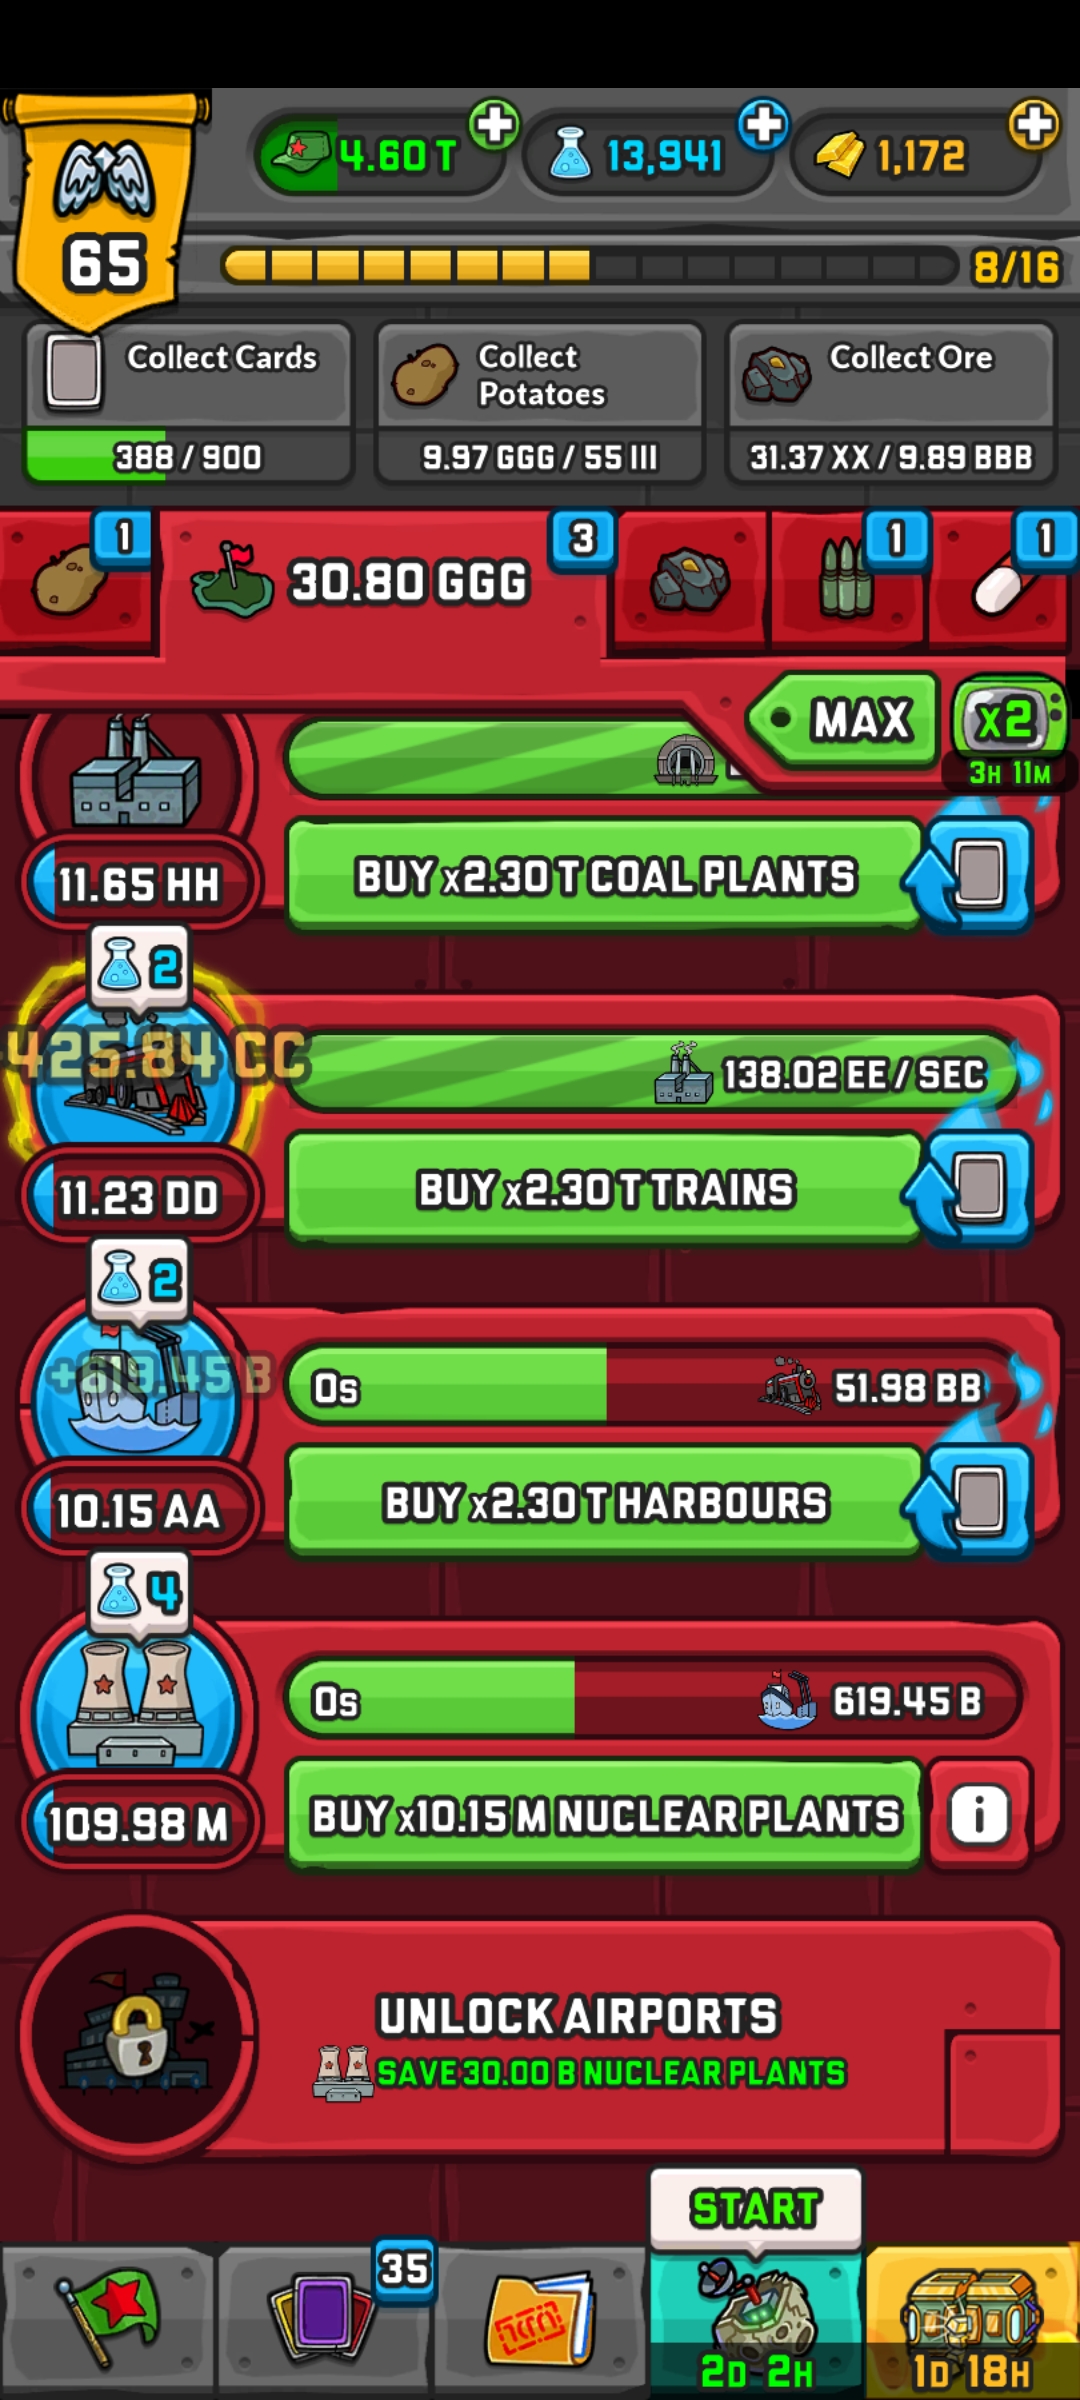 4.60 T
13,941
1,172
65
8/16
Collect Cards
388 / 900
Collect
Potatoes
9.97 GGG / 55 III
Collect Ore
31.37 XX / 9.89 BBB
1
30.80 GGG
3
1
1
MAX
x2
3H 11M
11.65 HH
BUY x2.30 T COAL PLANTS
2
425.84 CC
138.02 EE / SEC
11.23 DD
BUY x2.30 T TRAINS
2
+619.45 B
0s
51.98 BB
10.15 AA
BUY x2.30 T HARBOURS
4
0s
619.45 B
109.98 M
BUY x10.15 M NUCLEAR PLANTS
i
UNLOCK AIRPORTS
SAVE 30.00 B NUCLEAR PLANTS
START
35
2D 2H
1D 18H